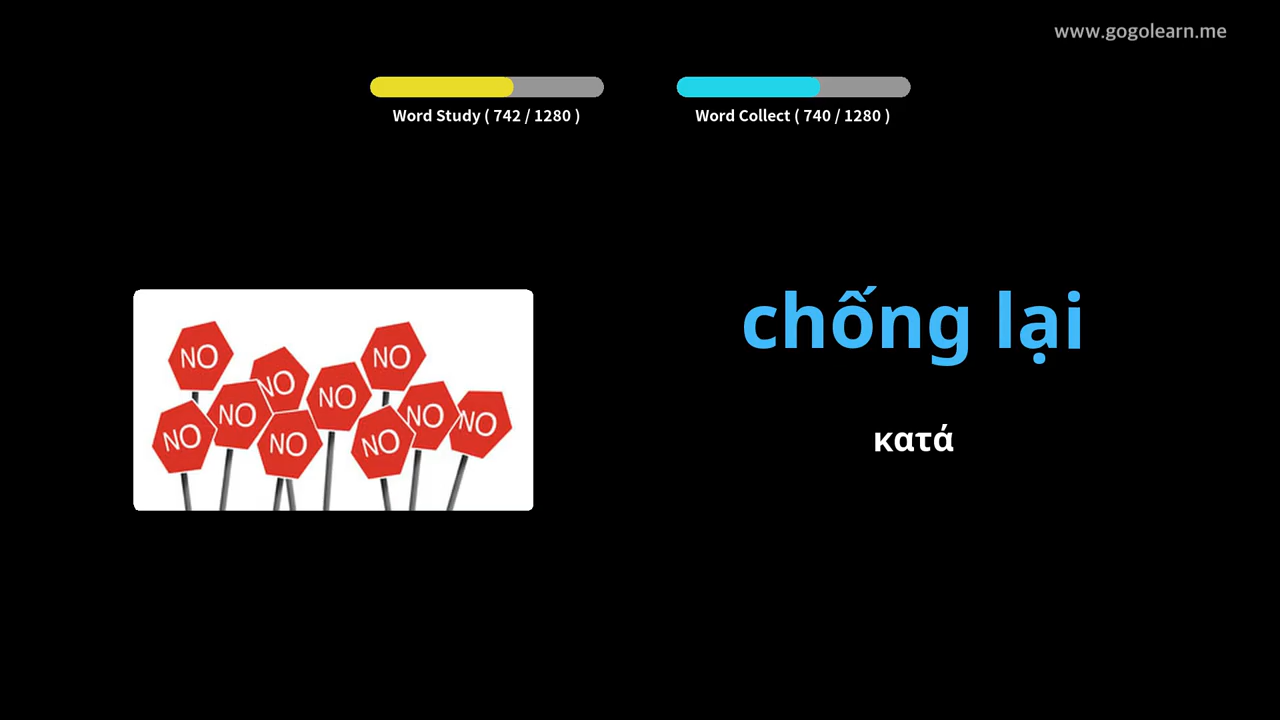 www.gogolearn.me
Word Study ( 742 / 1280 )
Word Collect ( 740 / 1280 )
NO
NO
NO
NO
NO
NO
NO
NO
NO
NO
chống lại
κατά